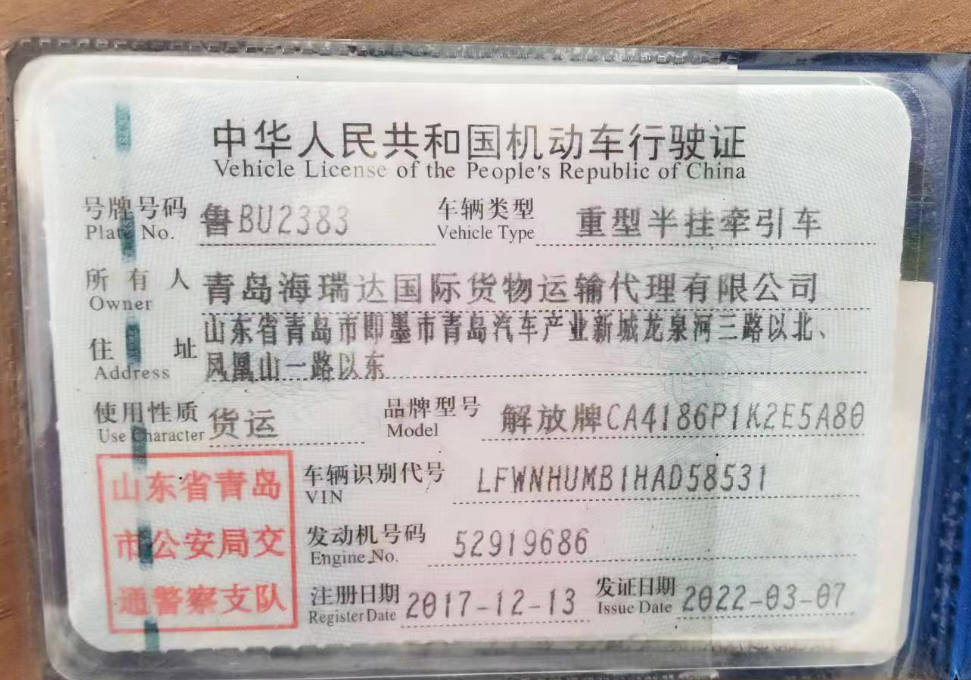 中华人民共和国机动车行驶证
Vehicle License of the People's Republic of China
号牌号码 鲁BU2383 车辆类型 重型半挂牵引车
Plate No. Vehicle Type
所有人 青岛海瑞达国际货物运输代理有限公司
Owner
住址 山东省青岛市即墨市青岛汽车产业新城龙泉河三路以北、
Address 凤凰山一路以东
使用性质 货运 品牌型号 解放牌CA4186P1K2E5A80
Use Character Model
山东省青岛 车辆识别代号 LFWNHUMB1HAD58531
VIN
市公安局交 发动机号码 52919686
Engine No.
通警察支队 注册日期 2017-12-13 发证日期 2022-03-07
Register Date Issue Date